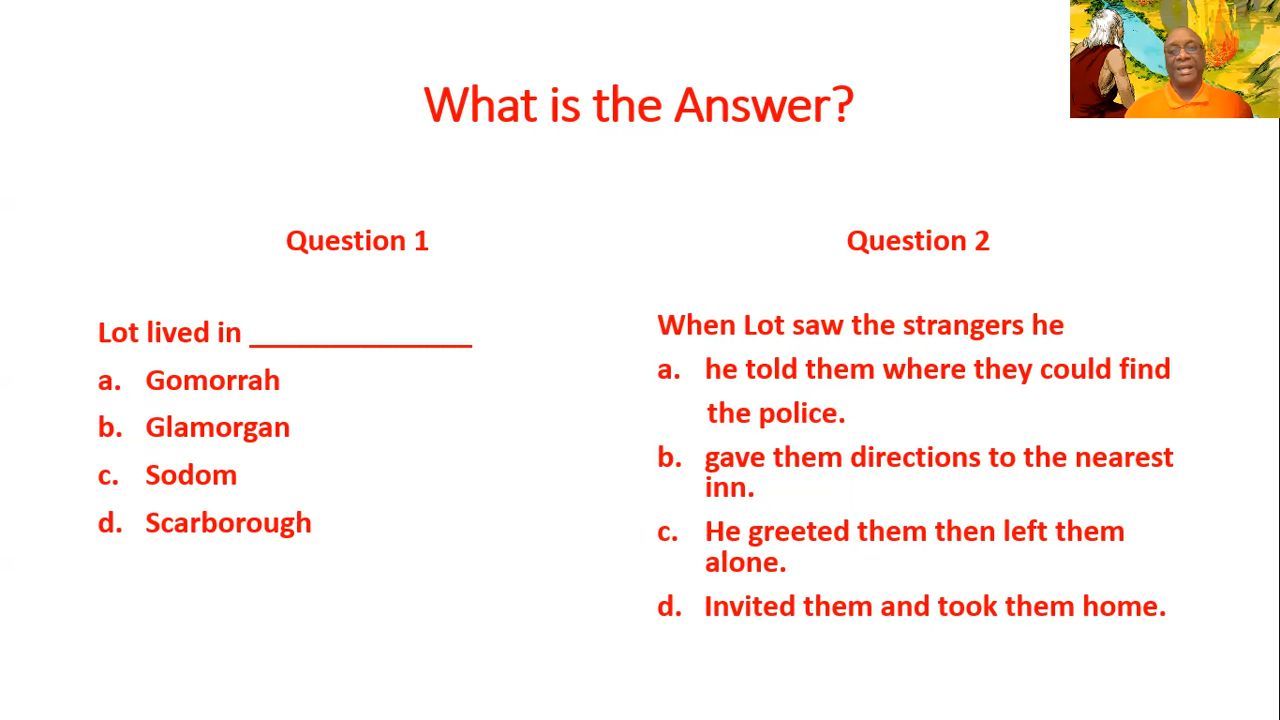 What is the Answer?
Question 1
Lot lived in _______________
a. Gomorrah
b. Glamorgan
c. Sodom
d. Scarborough
Question 2
When Lot saw the strangers he
a. he told them where they could find
the police.
b. gave them directions to the nearest
inn.
c. He greeted them then left them
alone.
d. Invited them and took them home.